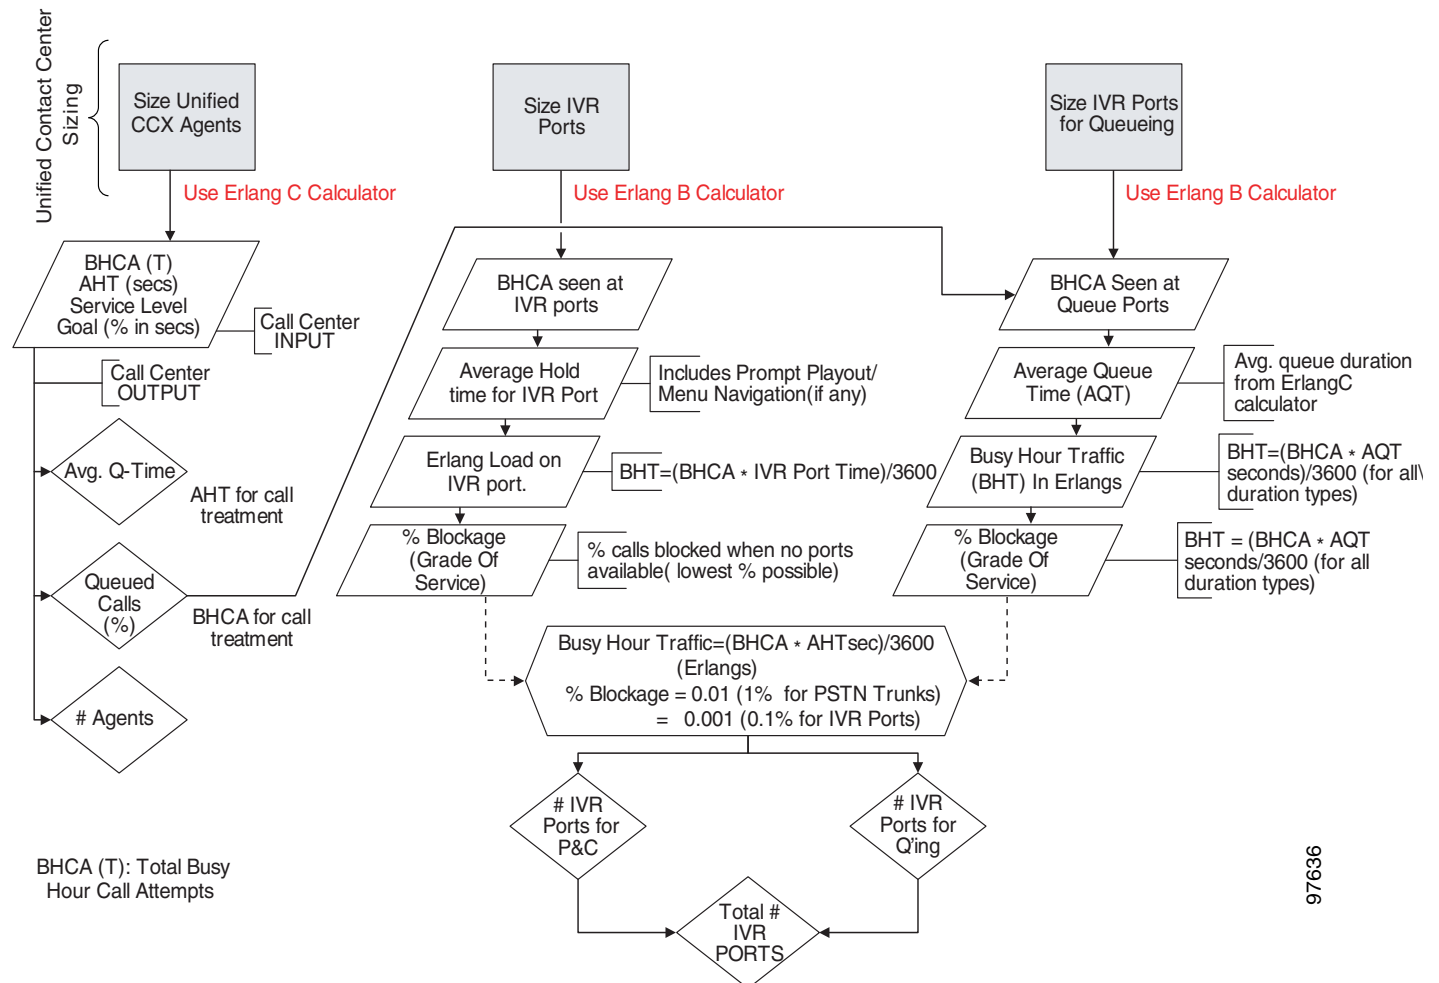 Unified Contact Center
Sizing
Size Unified
CCX Agents
Size IVR
Ports
Size IVR Ports
for Queueing
Use Erlang C Calculator
Use Erlang B Calculator
Use Erlang B Calculator
BHCA (T)
AHT (secs)
Service Level
Goal (% in secs)
Call Center
INPUT
Call Center
OUTPUT
Avg. Q-Time
AHT for call
treatment
Queued
Calls
(%)
BHCA for call
treatment
# Agents
BHCA seen at
IVR ports
Average Hold
time for IVR Port
Includes Prompt Playout/
Menu Navigation(if any)
Erlang Load on
IVR port.
BHT=(BHCA * IVR Port Time)/3600
% Blockage
(Grade Of
Service)
% calls blocked when no ports
available( lowest % possible)
BHCA Seen at
Queue Ports
Average Queue
Time (AQT)
Avg. queue duration
from ErlangC
calculator
Busy Hour Traffic
(BHT) In Erlangs
BHT=(BHCA * AQT
seconds)/3600 (for all\
duration types)
% Blockage
(Grade Of
Service)
BHT = (BHCA * AQT
seconds/3600 (for all
duration types)
Busy Hour Traffic=(BHCA * AHTsec)/3600
(Erlangs)
% Blockage = 0.01 (1% for PSTN Trunks)
= 0.001 (0.1% for IVR Ports)
# IVR
Ports for
P&C
# IVR
Ports for
Q'ing
Total #
IVR
PORTS
BHCA (T): Total Busy
Hour Call Attempts
97636